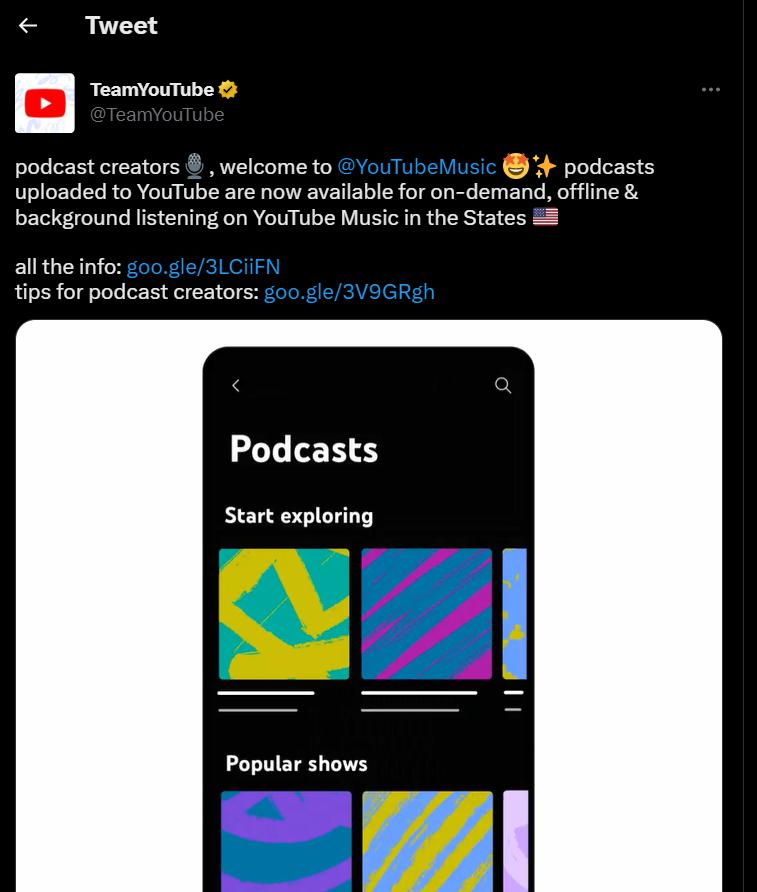 Tweet
TeamYouTube
@TeamYouTube
podcast creators🎙️, welcome to @YouTubeMusic 🤩✨ podcasts
uploaded to YouTube are now available for on-demand, offline &
background listening on YouTube Music in the States 🇺🇸
all the info: goo.gle/3LCiiFN
tips for podcast creators: goo.gle/3V9GRgh
Podcasts
Start exploring
Popular shows